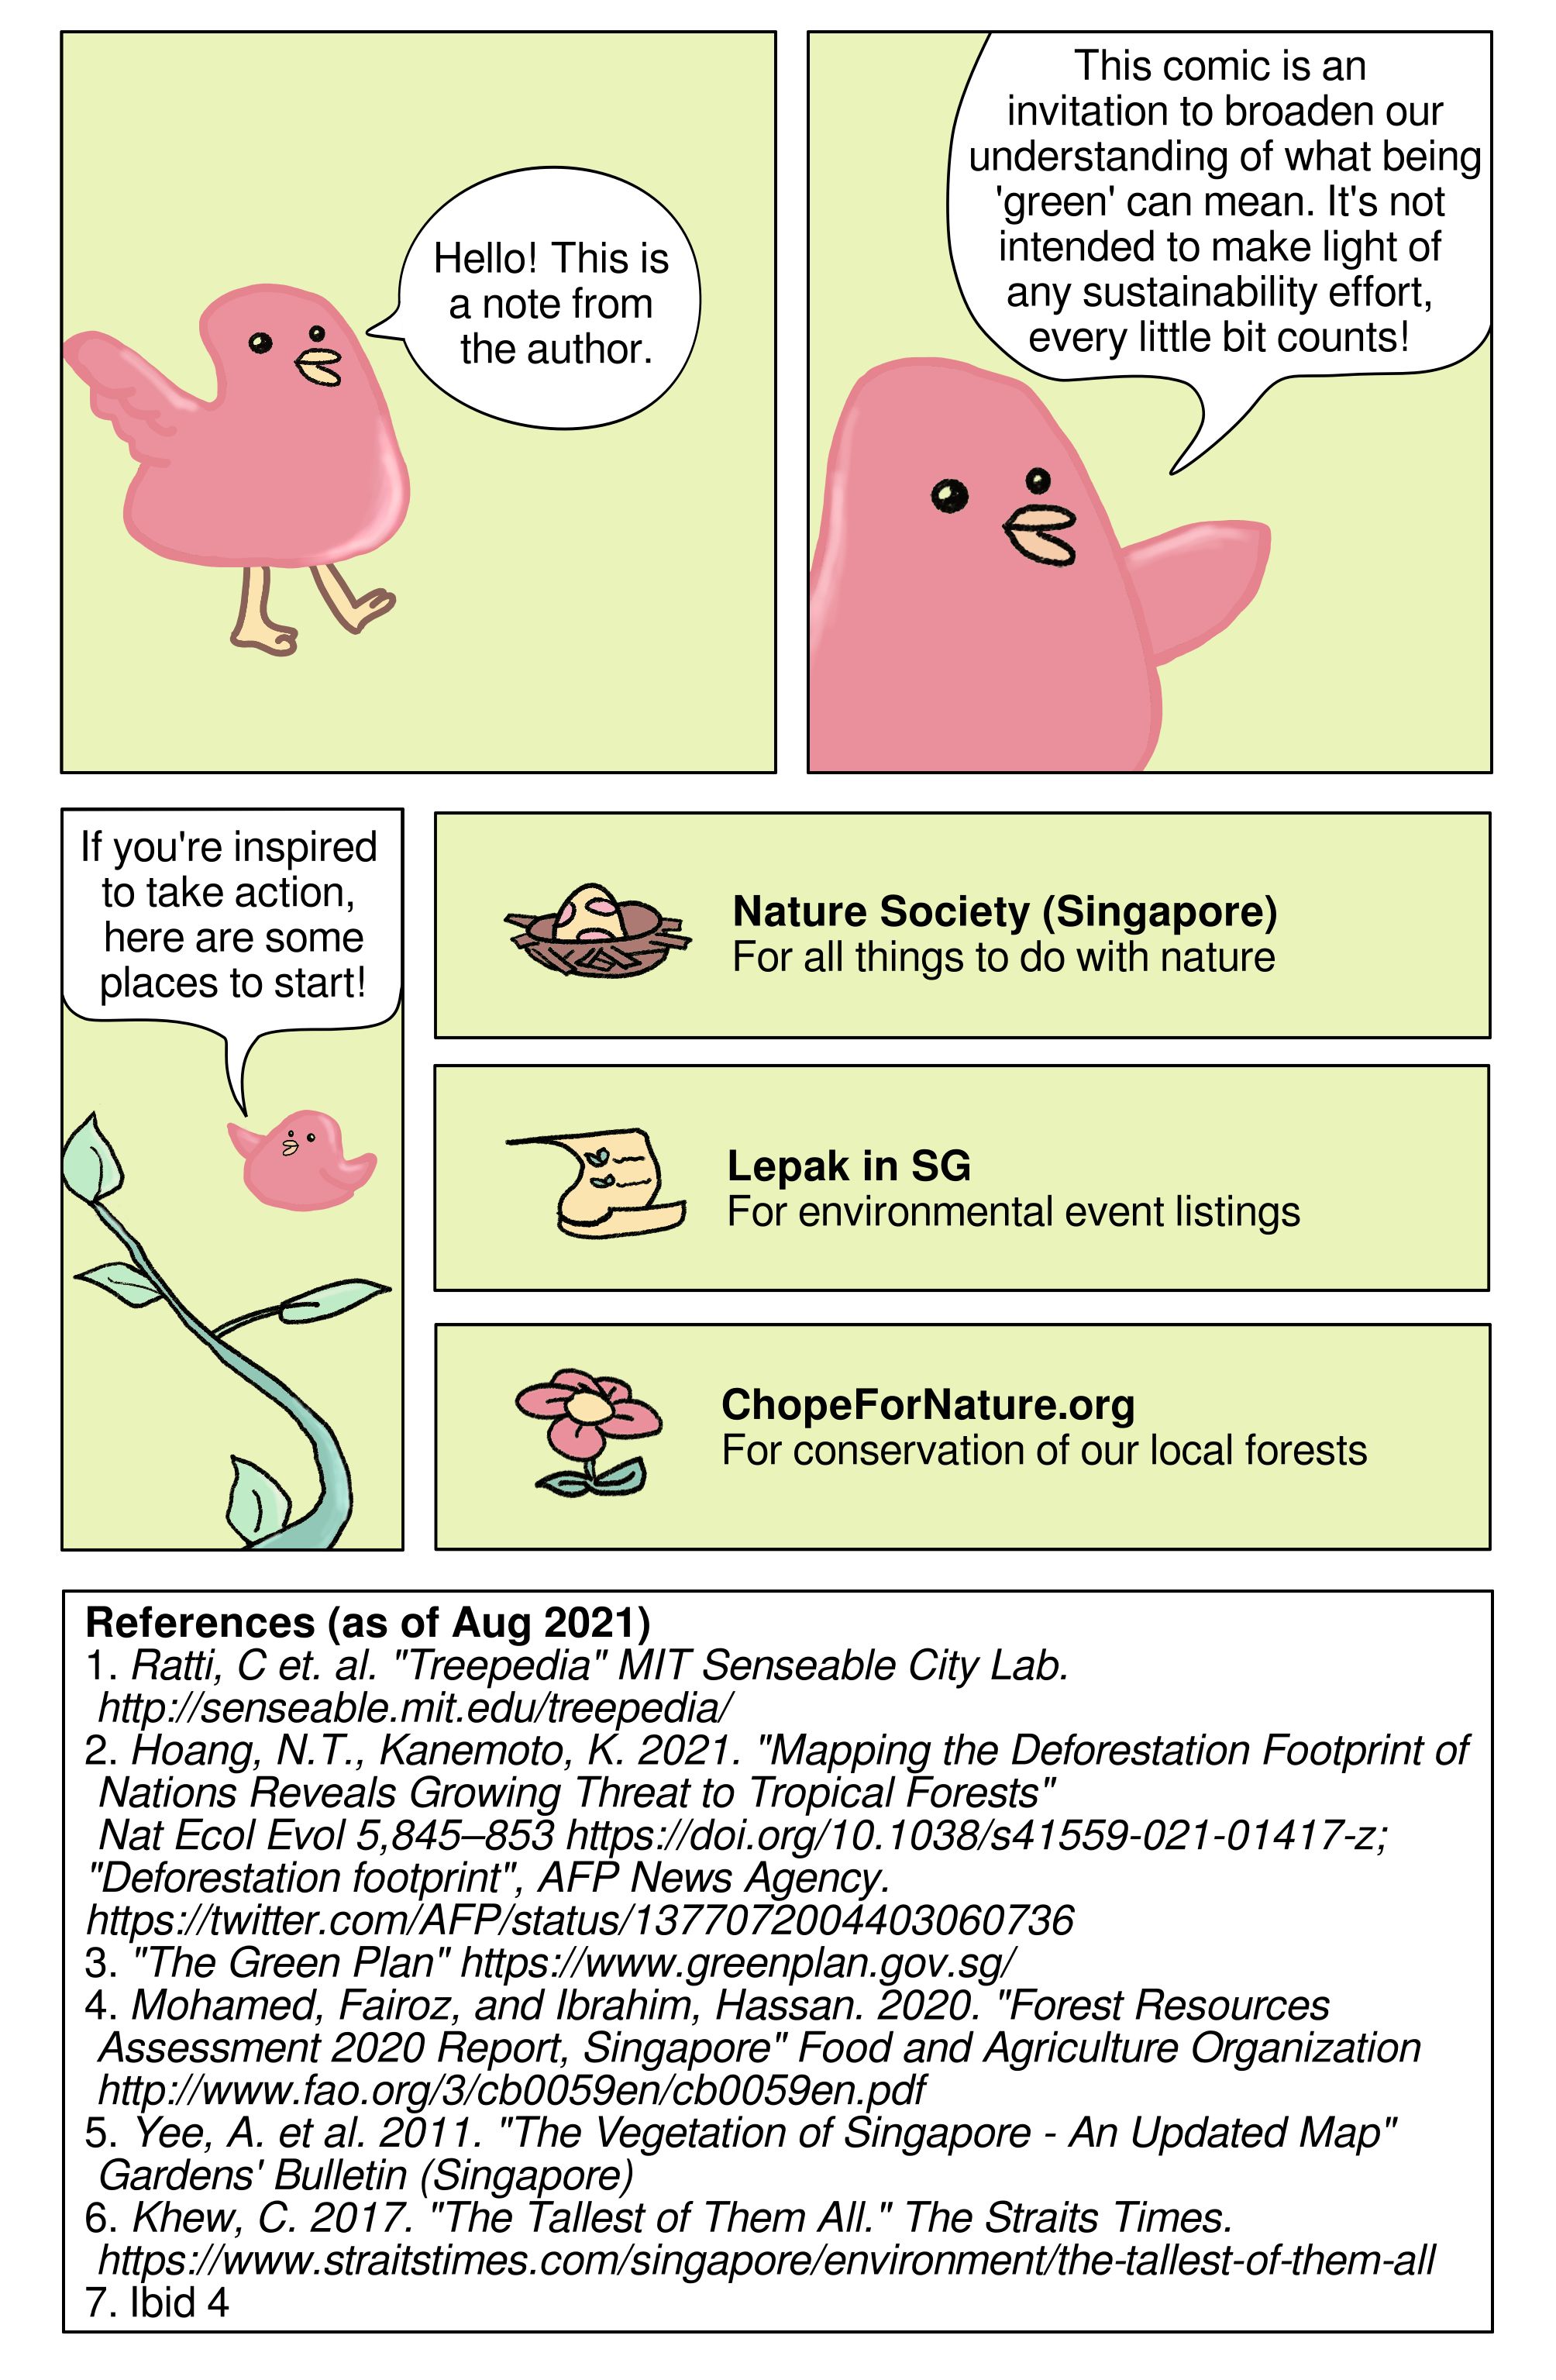 Hello! This is
a note from
the author.
This comic is an
invitation to broaden our
understanding of what being
'green' can mean. It's not
intended to make light of
any sustainability effort,
every little bit counts!
If you're inspired
to take action,
here are some
places to start!
Nature Society (Singapore)
For all things to do with nature
Lepak in SG
For environmental event listings
ChopeForNature.org
For conservation of our local forests
References (as of Aug 2021)
1. Ratti, C et. al. "Treepedia" MIT Senseable City Lab.
http://senseable.mit.edu/treepedia/
2. Hoang, N.T., Kanemoto, K. 2021. "Mapping the Deforestation Footprint of
Nations Reveals Growing Threat to Tropical Forests"
Nat Ecol Evol 5,845–853 https://doi.org/10.1038/s41559-021-01417-z;
"Deforestation footprint", AFP News Agency.
https://twitter.com/AFP/status/1377072004403060736
3. "The Green Plan" https://www.greenplan.gov.sg/
4. Mohamed, Fairoz, and Ibrahim, Hassan. 2020. "Forest Resources
Assessment 2020 Report, Singapore" Food and Agriculture Organization
http://www.fao.org/3/cb0059en/cb0059en.pdf
5. Yee, A. et al. 2011. "The Vegetation of Singapore - An Updated Map"
Gardens' Bulletin (Singapore)
6. Khew, C. 2017. "The Tallest of Them All." The Straits Times.
https://www.straitstimes.com/singapore/environment/the-tallest-of-them-all
7. Ibid 4